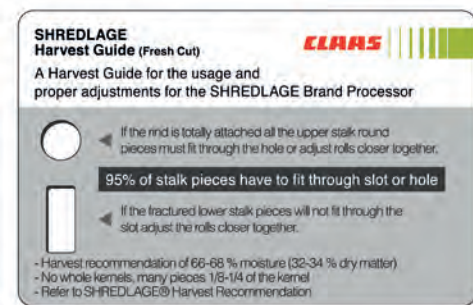 SHREDLAGE
Harvest Guide (Fresh Cut)
CLAAS
A Harvest Guide for the usage and
proper adjustments for the SHREDLAGE Brand Processor
If the rind is totally attached all the upper stalk round
pieces must fit through the hole or adjust rolls closer together.
95% of stalk pieces have to fit through slot or hole
If the fractured lower stalk pieces will not fit through the
slot adjust the rolls closer together.
- Harvest recommendation of 66-68 % moisture (32-34 % dry matter)
- No whole kernels, many pieces 1/8-1/4 of the kernel
- Refer to SHREDLAGE® Harvest Recommendation